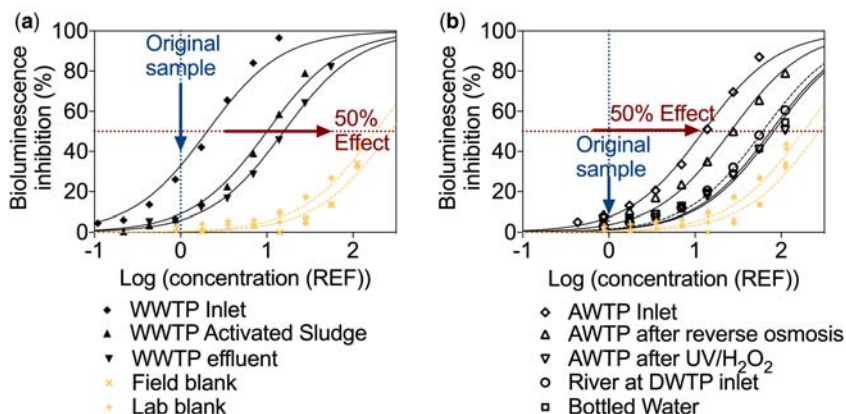 (a)
Bioluminescence
inhibition (%)
100
80
60
40
20
0
Original
sample
50%
Effect
-1
0
1
2
Log (concentration (REF))
WWTP Inlet
WWTP Activated Sludge
WWTP effluent
Field blank
Lab blank
(b)
Bioluminescence
inhibition (%)
100
80
60
40
20
0
50% Effect
Original
sample
-1
0
1
2
Log (concentration (REF))
AWTP Inlet
AWTP after reverse osmosis
AWTP after UV/H₂O₂
River at DWTP inlet
Bottled Water